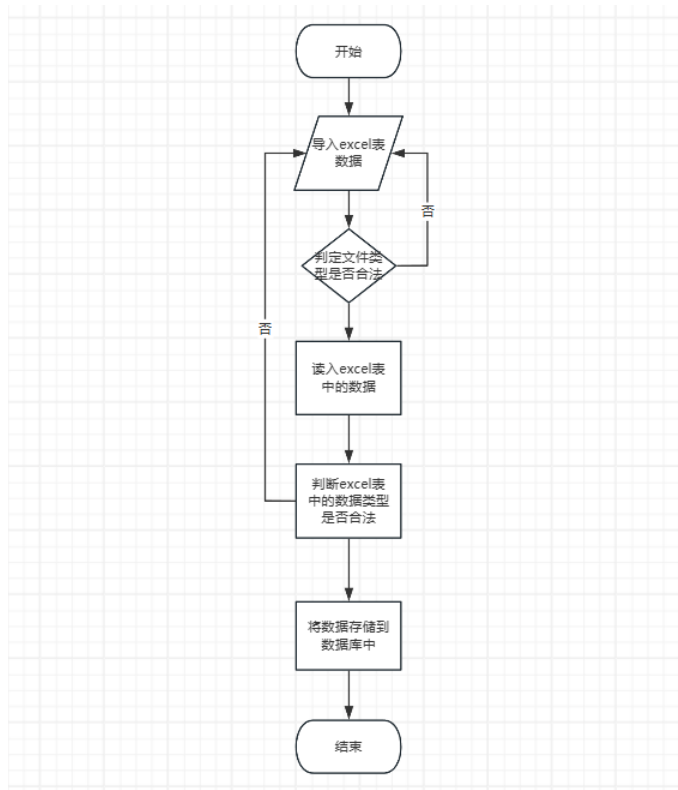 开始
导入excel表
数据
否
判定文件类
型是否合法
否
读入excel表
中的数据
判断excel表
中的数据类型
是否合法
将数据存储到
数据库中
结束